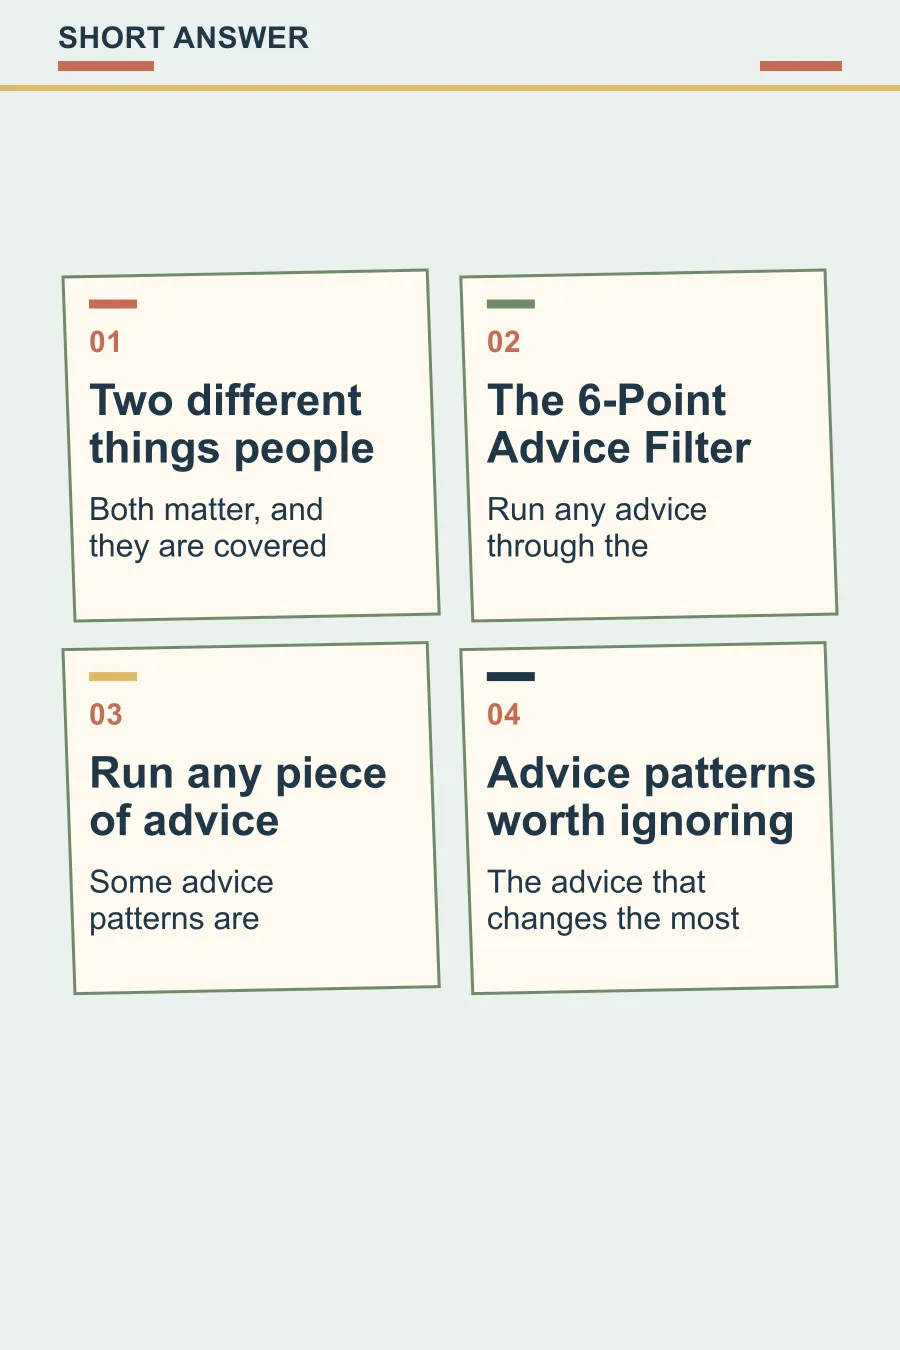 SHORT ANSWER
01
Two different
things people
Both matter, and
they are covered
02
The 6-Point
Advice Filter
Run any advice
through the
03
Run any piece
of advice
Some advice
patterns are
04
Advice patterns
worth ignoring
The advice that
changes the most